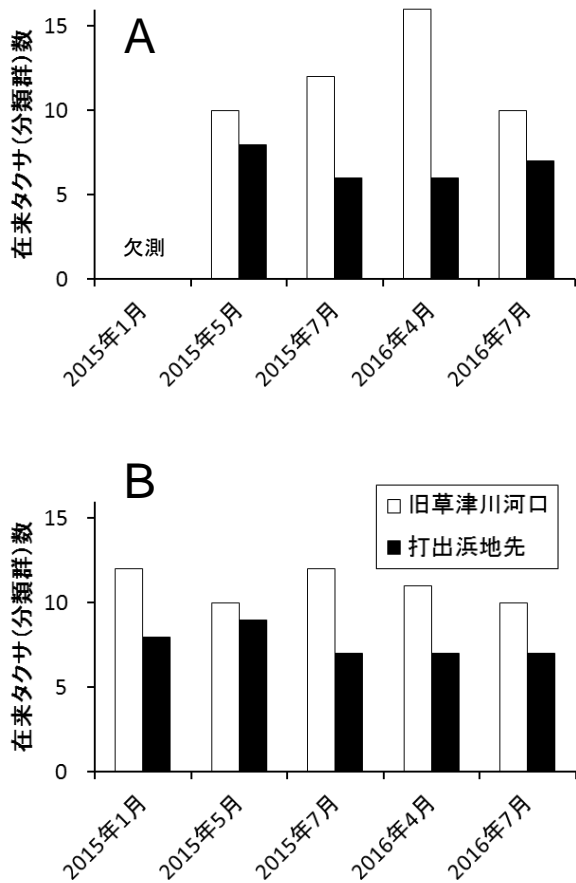 A
在来タクサ(分類群)数
15
10
5
0
欠測
2015年1月
2015年5月
2015年7月
2016年4月
2016年7月
B
在来タクサ(分類群)数
15
10
5
0
旧草津川河口
打出浜地先
2015年1月
2015年5月
2015年7月
2016年4月
2016年7月